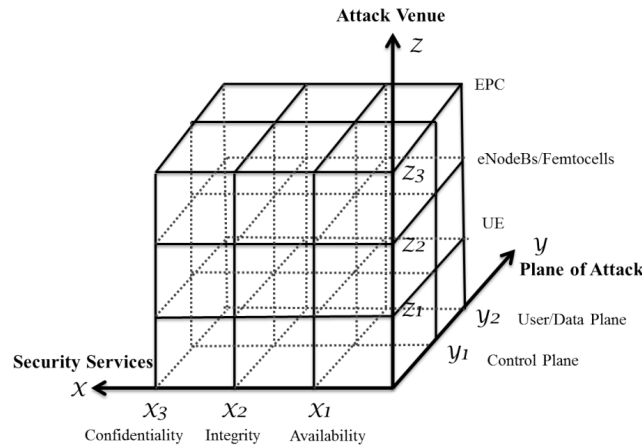 Attack Venue
z
EPC
eNodeBs/Femtocells
z3
UE
z2
y
Plane of Attack
z1
y2 User/Data Plane
y1 Control Plane
Security Services
x
x3 x2 x1
Confidentiality Integrity Availability